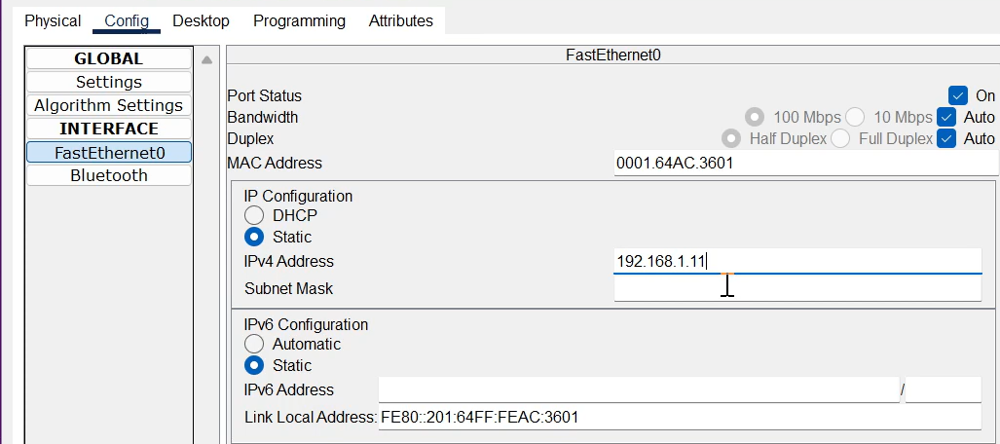 Physical Config Desktop Programming Attributes
GLOBAL
Settings
Algorithm Settings
INTERFACE
FastEthernet0
Bluetooth
FastEthernet0
Port Status On
Bandwidth 100 Mbps 10 Mbps Auto
Duplex Half Duplex Full Duplex Auto
MAC Address 0001.64AC.3601
IP Configuration
DHCP
Static
IPv4 Address 192.168.1.11
Subnet Mask
IPv6 Configuration
Automatic
Static
IPv6 Address /
Link Local Address: FE80::201:64FF:FEAC:3601